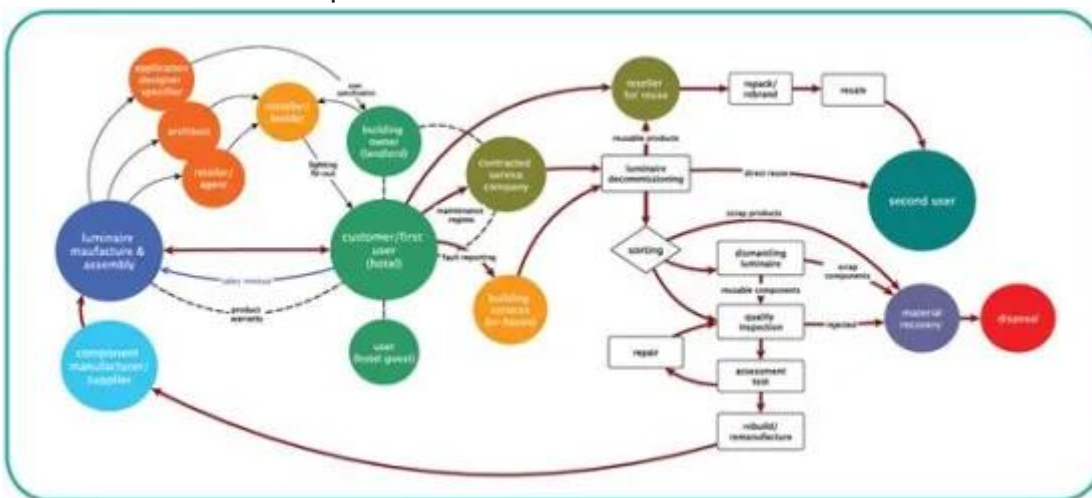 application
designer
specifier
architect
retailer/
agent
installer/
builder
user
specification
building
owner
(landlord)
lighting
fit-out
contracted
service
company
luminaire
maufacture &
assembly
customer/first
user
(hotel)
maintenance
regime
fault reporting
sales revenue
product
warranty
building
services
(in-house)
user
(hotel guest)
component
manufacturer/
supplier
reseller
for reuse
repack/
rebrand
resale
reusable products
luminaire
decommissioning
direct reuse
second user
scrap products
sorting
dismantling
luminaire
scrap
components
reusable components
quality
inspection
rejected
material
recovery
disposal
repair
assessment
test
rebuild/
remanufacture